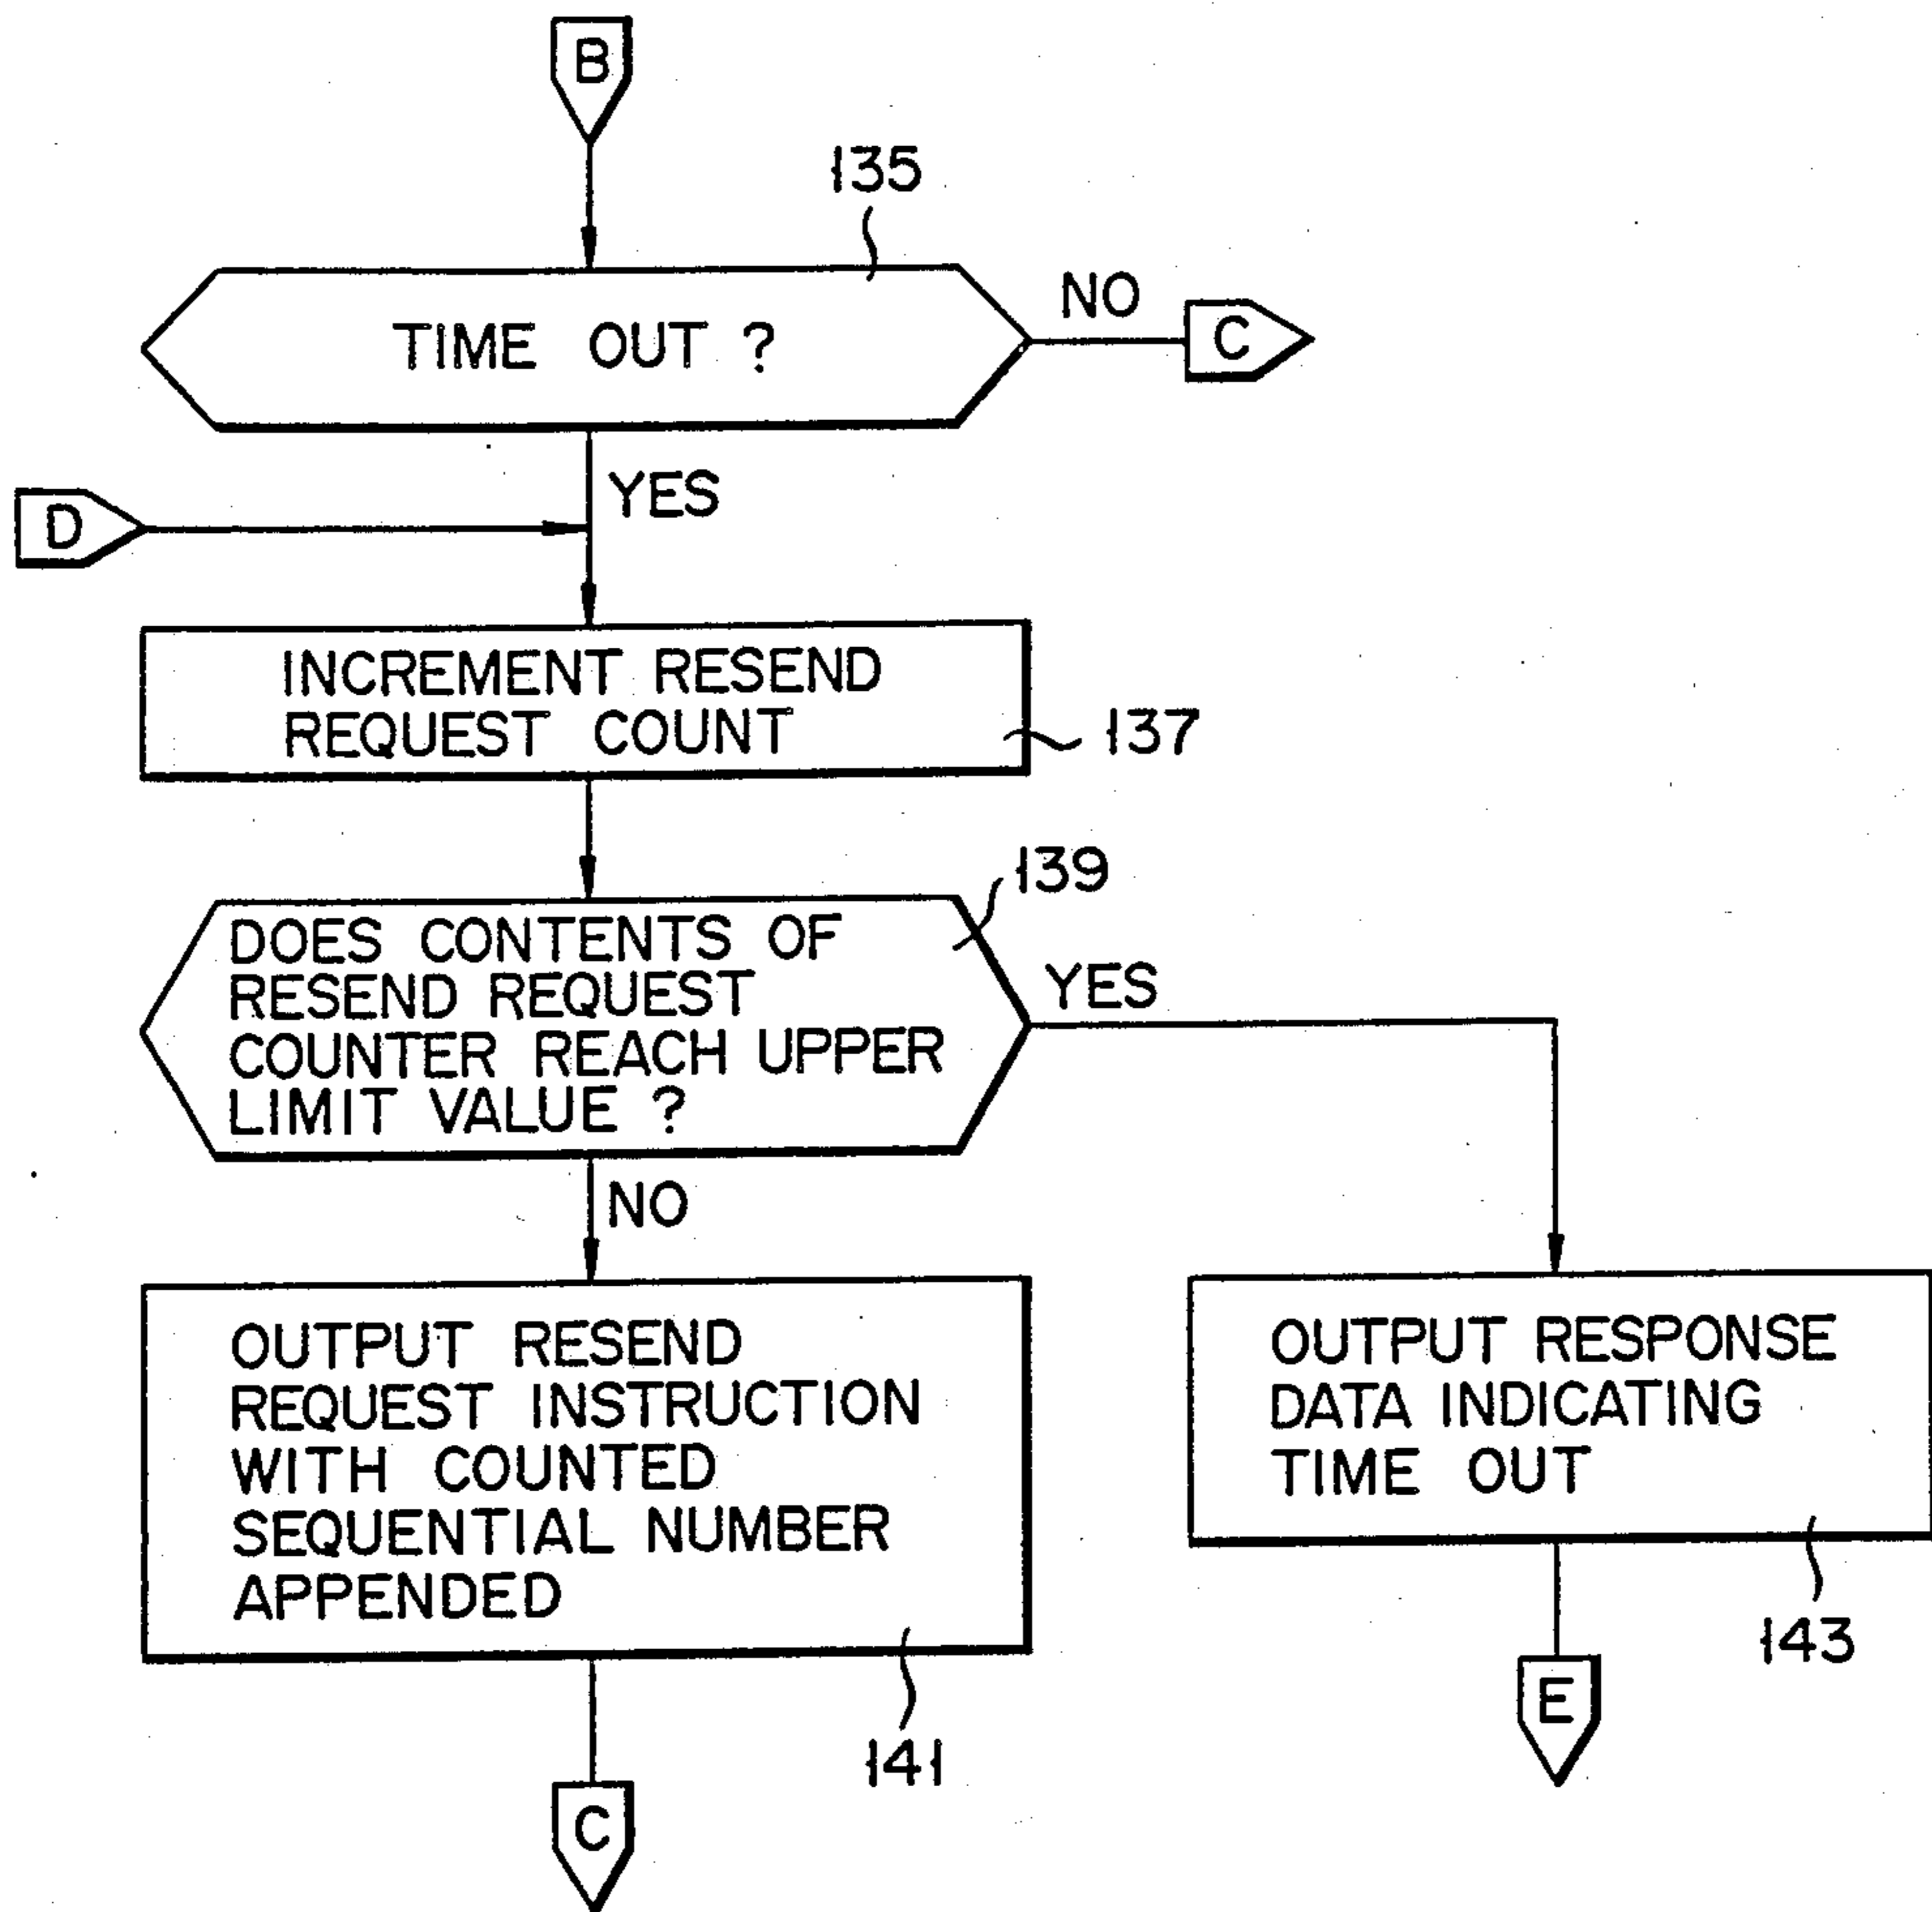 B
135
TIME OUT ?
NO
C
YES
D
INCREMENT RESEND
REQUEST COUNT
137
139
DOES CONTENTS OF
RESEND REQUEST
COUNTER REACH UPPER
LIMIT VALUE ?
YES
NO
OUTPUT RESEND
REQUEST INSTRUCTION
WITH COUNTED
SEQUENTIAL NUMBER
APPENDED
141
C
OUTPUT RESPONSE
DATA INDICATING
TIME OUT
143
E